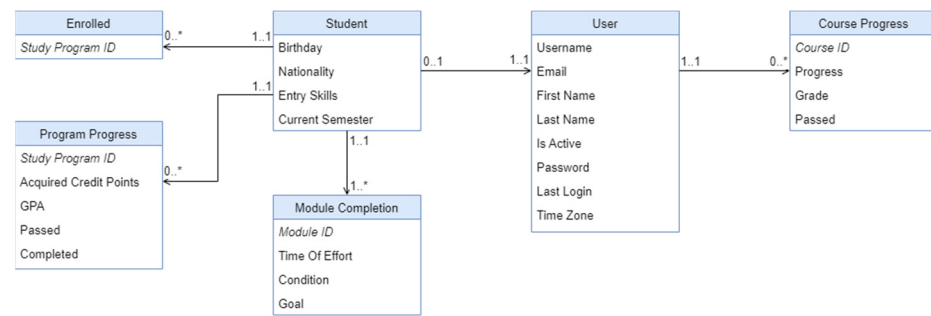 Enrolled
Study Program ID
0..*
1..1
Student
Birthday
Nationality
Entry Skills
Current Semester
1..1
0..1
1..1
User
Username
Email
First Name
Last Name
Is Active
Password
Last Login
Time Zone
1..1
0..*
Course Progress
Course ID
Progress
Grade
Passed
Program Progress
Study Program ID
Acquired Credit Points
GPA
Passed
Completed
0..*
1..1
1..*
Module Completion
Module ID
Time Of Effort
Condition
Goal